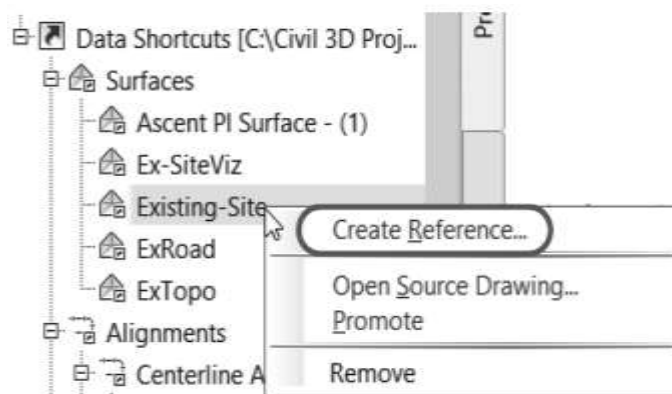 Data Shortcuts [C:\Civil 3D Proj...
Surfaces
Ascent PI Surface - (1)
Ex-SiteViz
Existing-Site
ExRoad
ExTopo
Alignments
Centerline A
Create Reference...
Open Source Drawing...
Promote
Remove